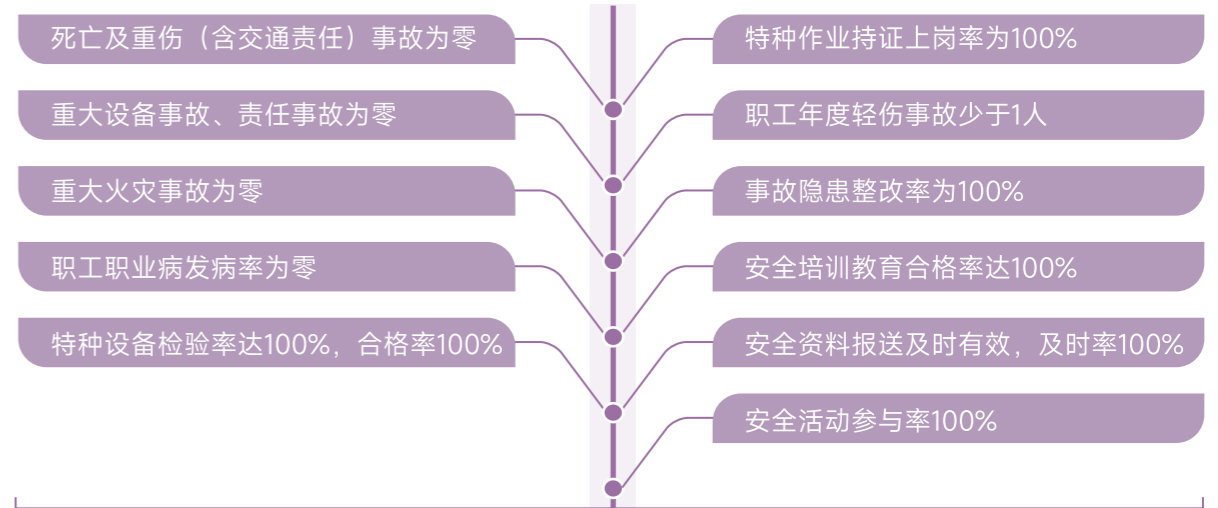 死亡及重伤（含交通责任）事故为零
重大设备事故、责任事故为零
重大火灾事故为零
职工职业病发病率为零
特种设备检验率达100%，合格率100%
特种作业持证上岗率为100%
职工年度轻伤事故少于1人
事故隐患整改率为100%
安全培训教育合格率达100%
安全资料报送及时有效，及时率100%
安全活动参与率100%